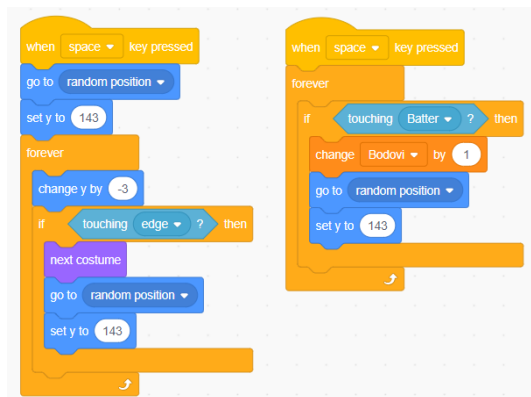 when space key pressed
go to random position
set y to 143
forever
change y by -3
if touching edge ? then
next costume
go to random position
set y to 143
when space key pressed
forever
if touching Batter ? then
change Bodovi by 1
go to random position
set y to 143